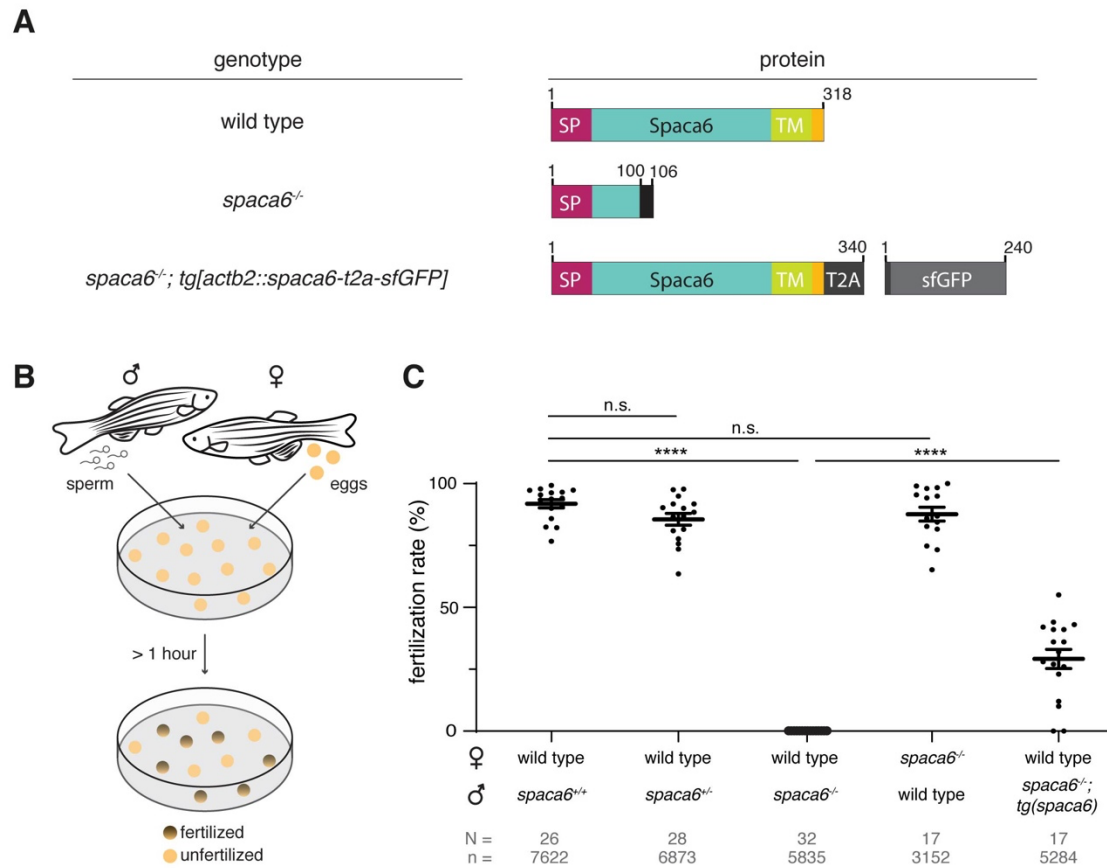 A
genotype
protein
wild type
1
318
SP
Spaca6
TM
spaca6-/-
1
100
106
SP
spaca6-/-; tg[actb2::spaca6-t2a-sfGFP]
1
340
1
240
SP
Spaca6
TM
T2A
sfGFP
B
♂
♀
sperm
eggs
> 1 hour
fertilized
unfertilized
C
n.s.
n.s.
****
****
fertilization rate (%)
100
50
0
♀ wild type wild type wild type spaca6-/- wild type
♂ spaca6+/+ spaca6+/- spaca6-/- wild type spaca6-/-;
tg(spaca6)
N = 26 28 32 17 17
n = 7622 6873 5835 3152 5284